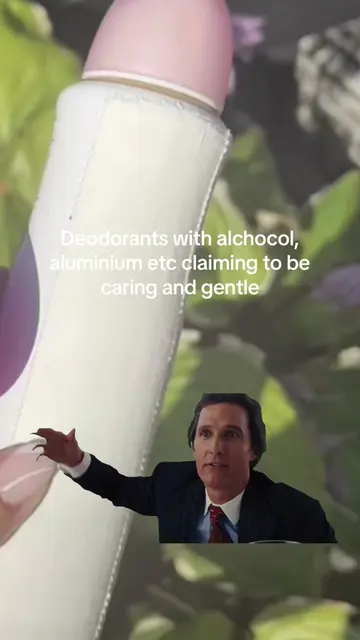 Deodorants with alchocol,
aluminium etc claiming to be
caring and gentle